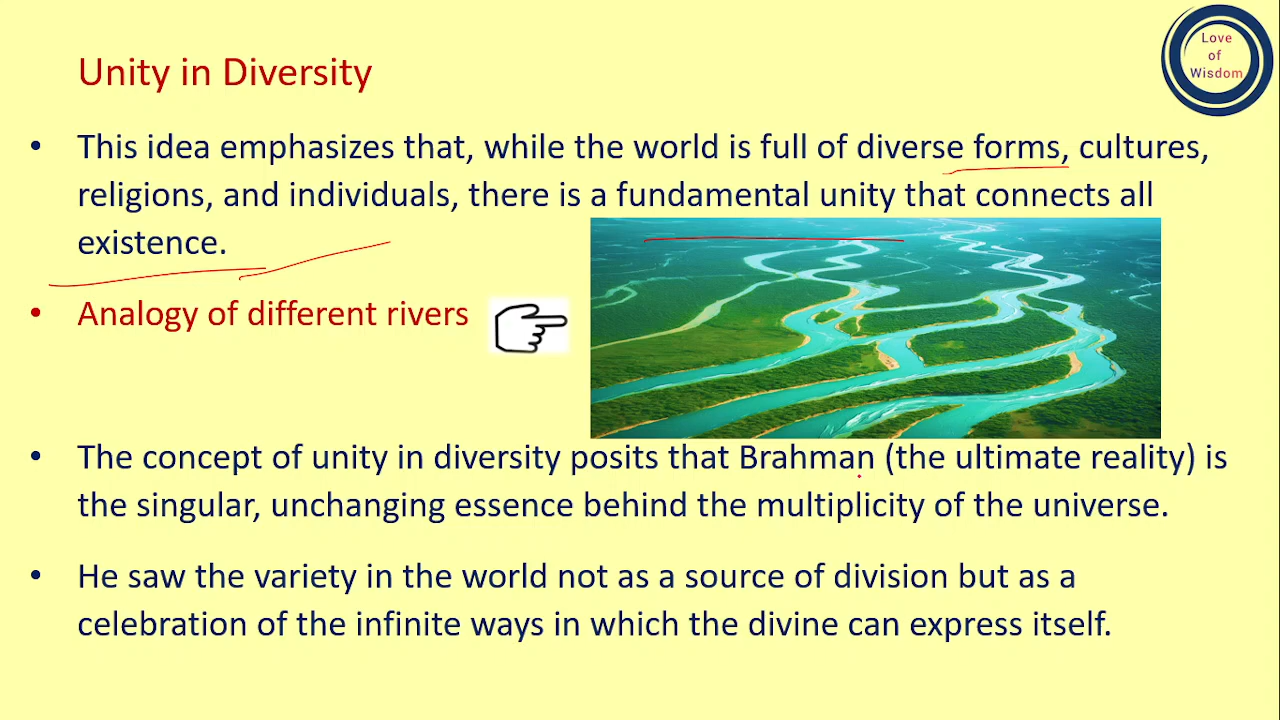 Love
of
Wisdom
Unity in Diversity
• This idea emphasizes that, while the world is full of diverse forms, cultures,
religions, and individuals, there is a fundamental unity that connects all
existence.
• Analogy of different rivers
• The concept of unity in diversity posits that Brahman (the ultimate reality) is
the singular, unchanging essence behind the multiplicity of the universe.
• He saw the variety in the world not as a source of division but as a
celebration of the infinite ways in which the divine can express itself.